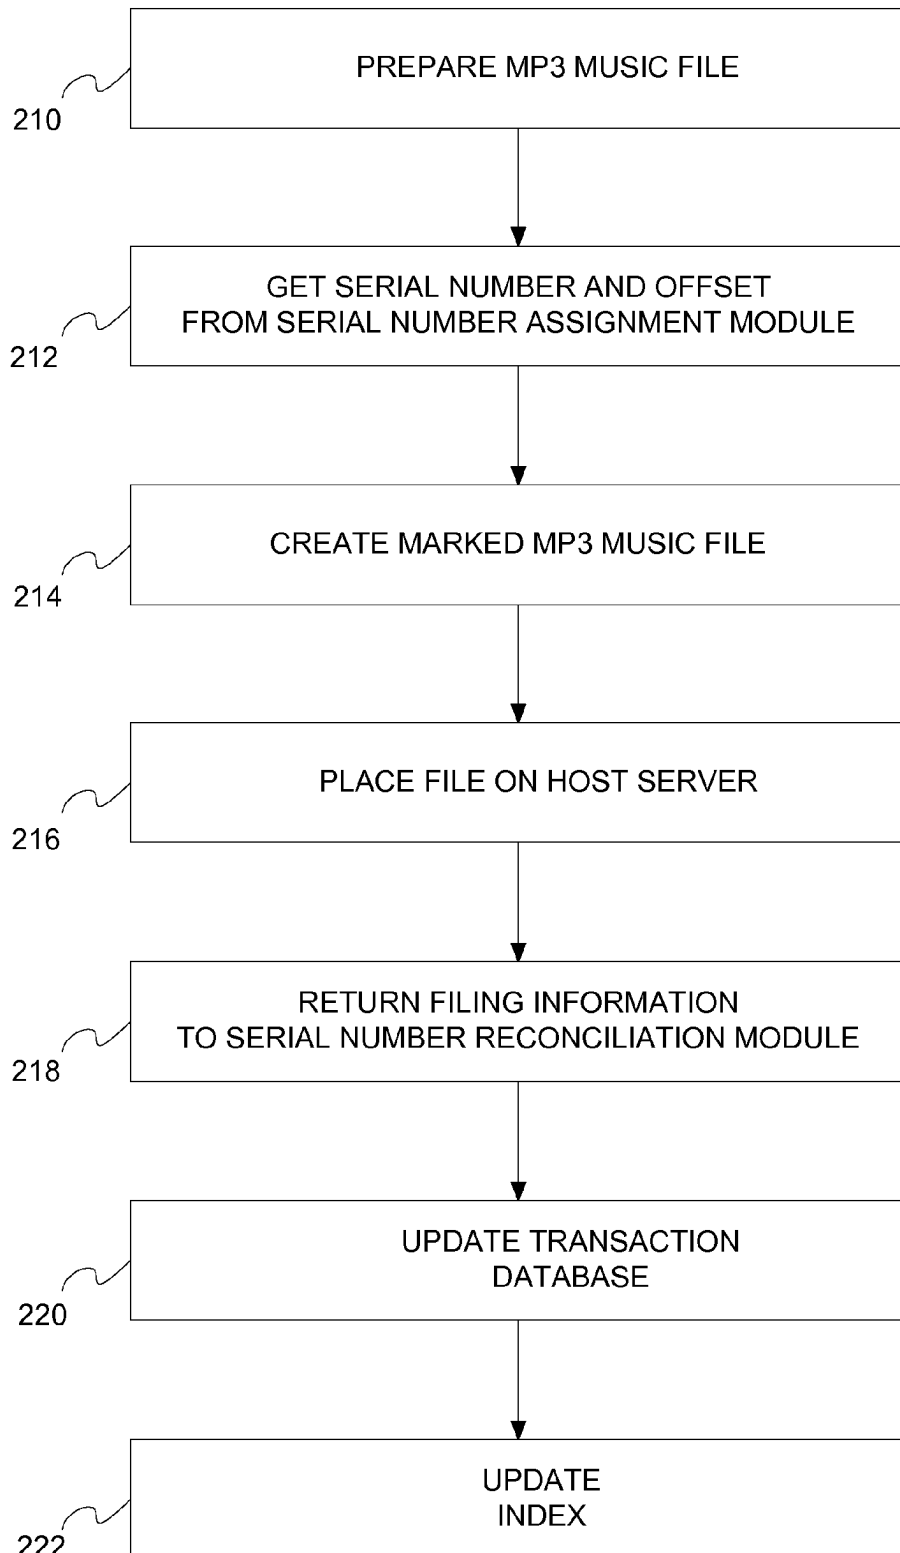 PREPARE MP3 MUSIC FILE
210
GET SERIAL NUMBER AND OFFSET
FROM SERIAL NUMBER ASSIGNMENT MODULE
212
CREATE MARKED MP3 MUSIC FILE
214
PLACE FILE ON HOST SERVER
216
RETURN FILING INFORMATION
TO SERIAL NUMBER RECONCILIATION MODULE
218
UPDATE TRANSACTION
DATABASE
220
UPDATE
INDEX
222